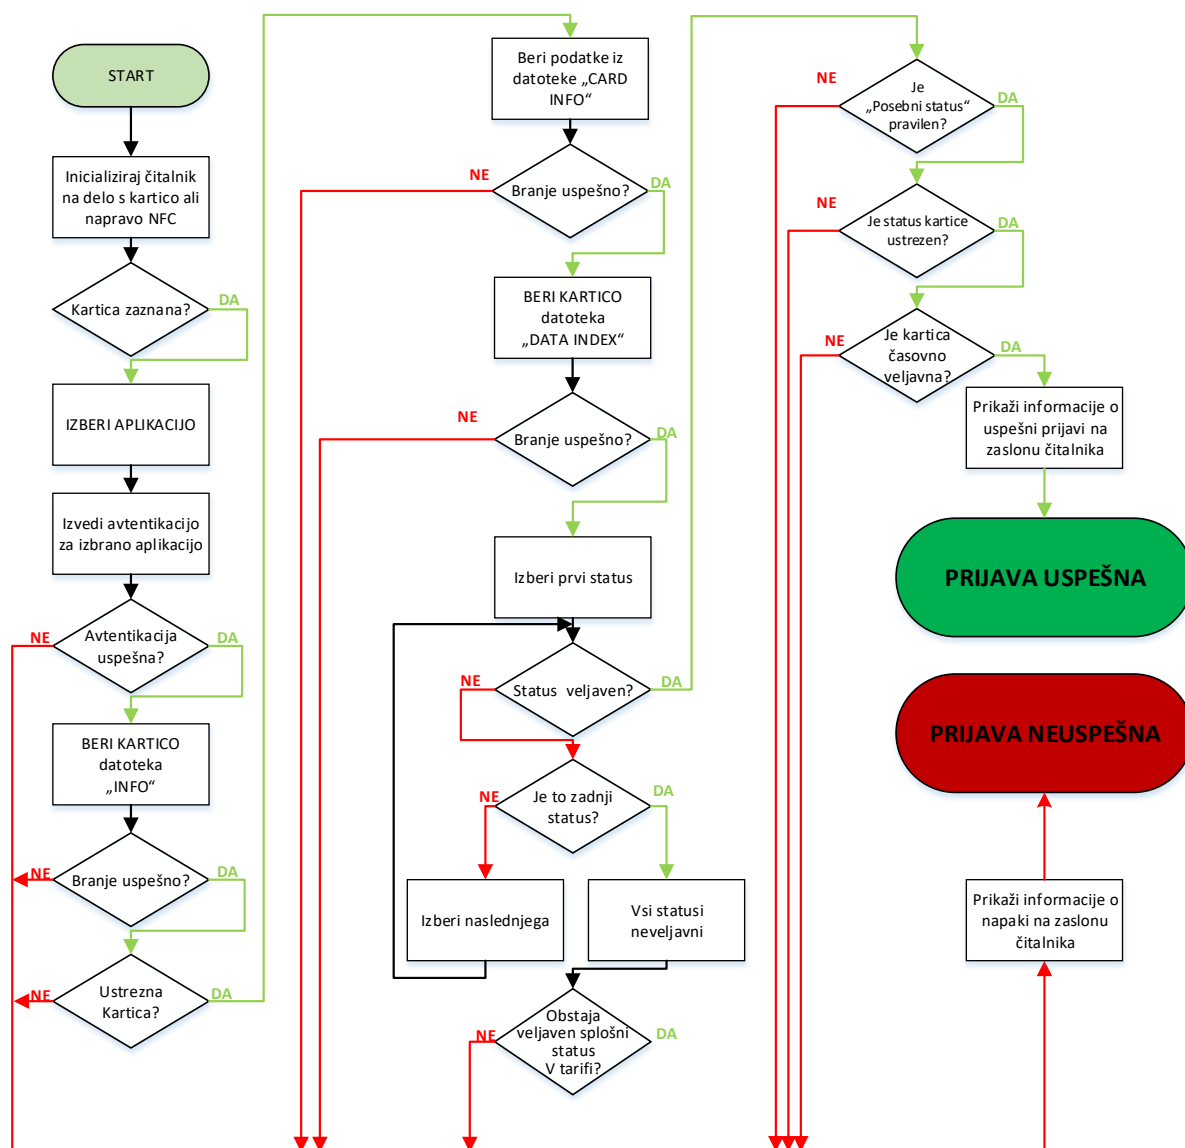 START
Inicializiraj čitalnik
na delo s kartico ali
napravo NFC
Kartica zaznana?
DA
IZBERI APLIKACIJO
Izvedi avtentikacijo
za izbrano aplikacijo
NE
Avtentikacija
uspešna?
DA
BERI KARTICO
datoteka
„INFO“
NE
Branje uspešno?
DA
NE
Ustrezna
Kartica?
DA
Beri podatke iz
datoteke „CARD
INFO“
NE
Branje uspešno?
DA
BERI KARTICO
datoteka
„DATA INDEX“
NE
Branje uspešno?
DA
Izberi prvi status
NE
Status veljaven?
DA
NE
Je to zadnji
status?
DA
Izberi naslednjega
Vsi statusi
neveljavni
NE
Obstaja
veljaven splošni
status
V tarifi?
DA
NE
Je
„Posebni status“
pravilen?
DA
NE
Je status kartice
ustrezen?
DA
NE
Je kartica
časovno
veljavna?
DA
Prikaži informacije o
uspešni prijavi na
zaslonu čitalnika
PRIJAVA USPEŠNA
PRIJAVA NEUSPEŠNA
Prikaži informacije o
napaki na zaslonu
čitalnika